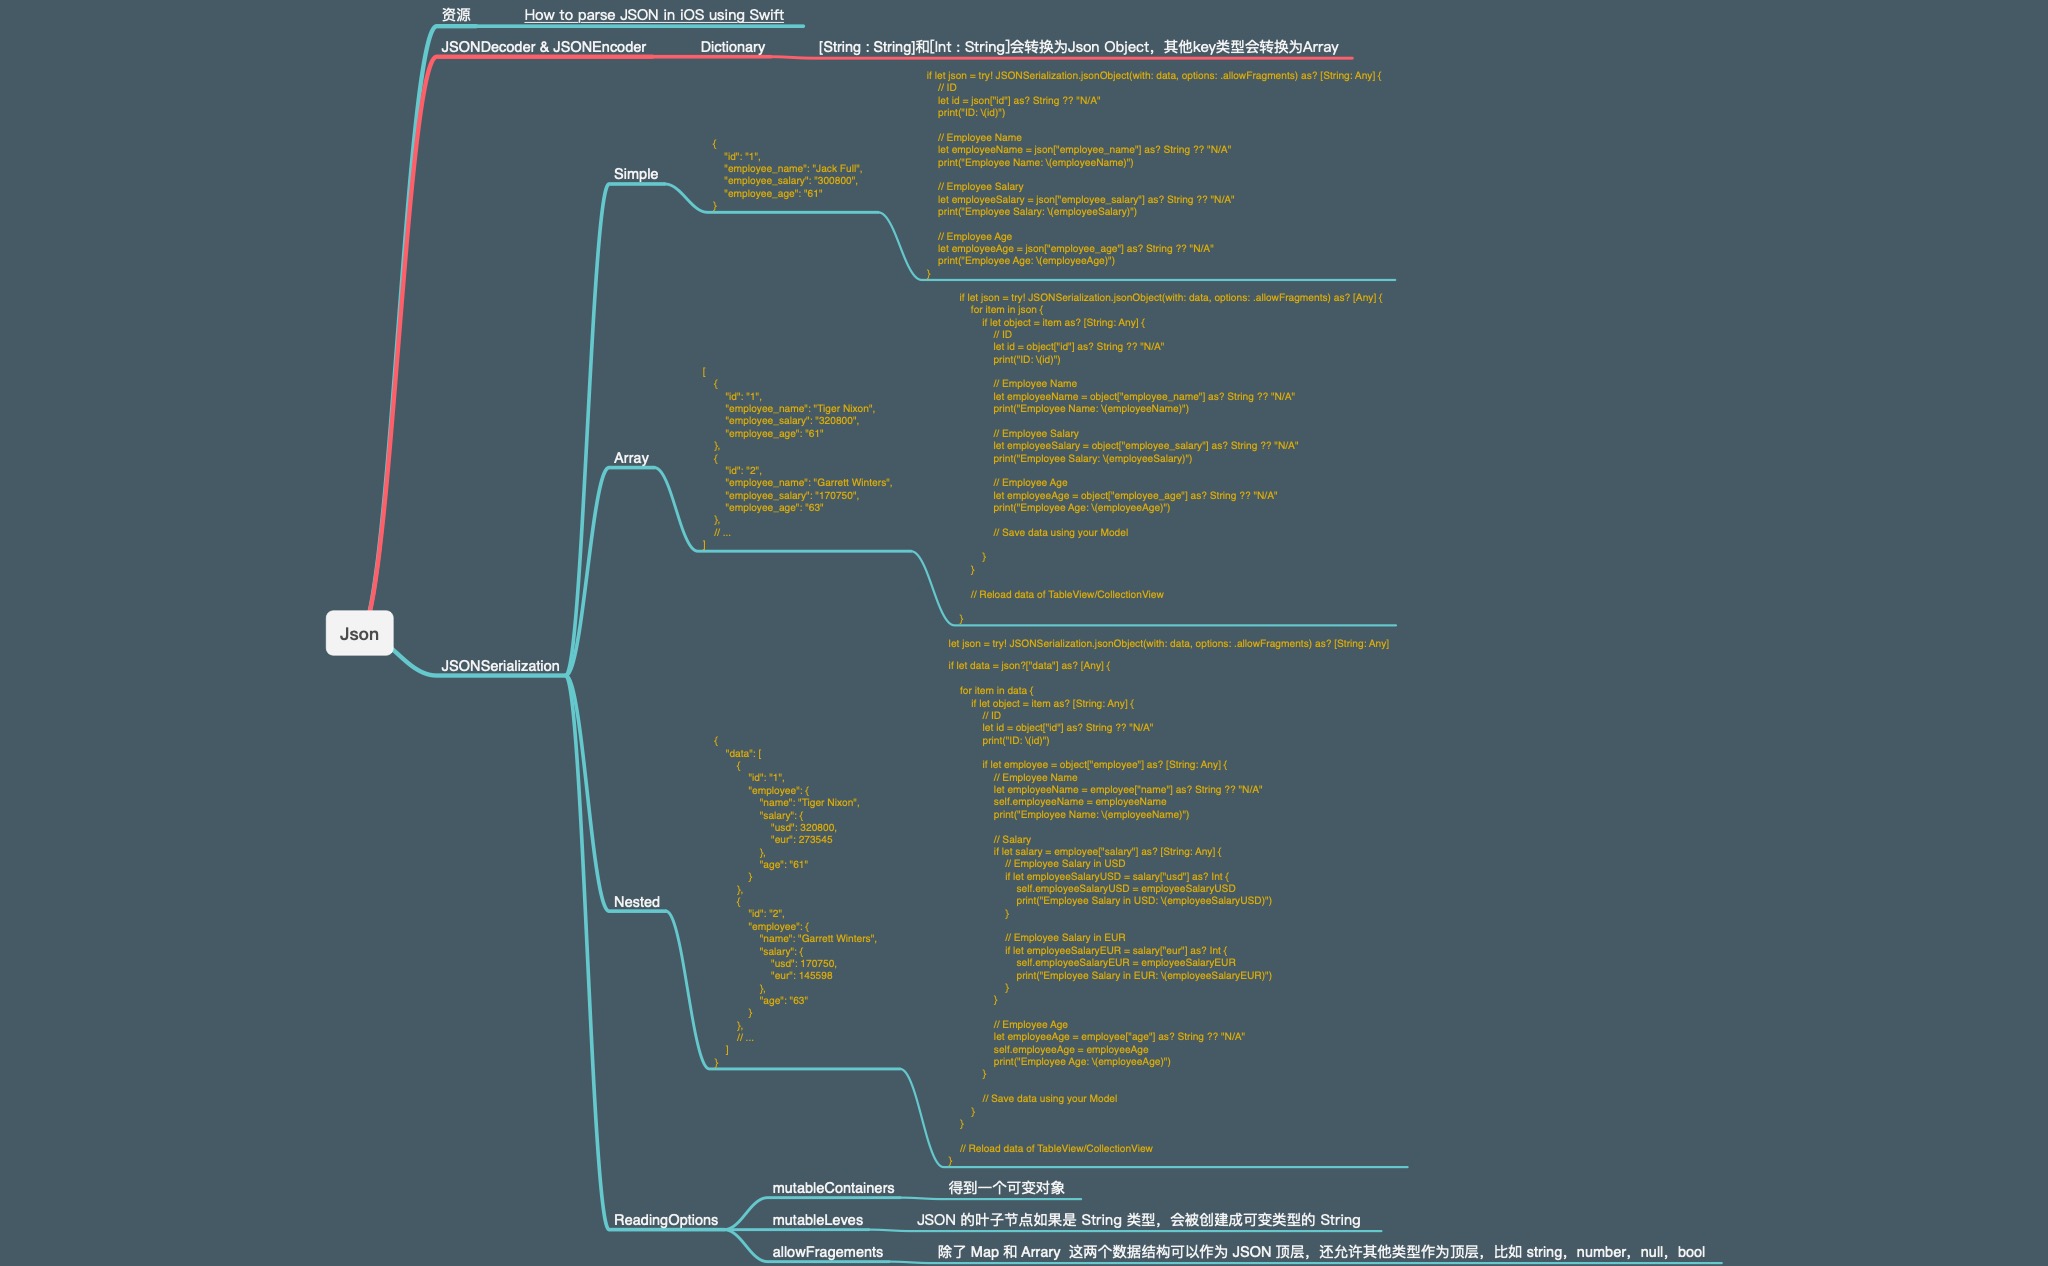 资源
How to parse JSON in iOS using Swift
JSONDecoder & JSONEncoder
Dictionary
[String : String]和[Int : String]会转换为Json Object，其他key类型会转换为Array
Json
JSONSerialization
Simple
{
"id": "1",
"employee_name": "Jack Full",
"employee_salary": "300800",
"employee_age": "61"
}
if let json = try! JSONSerialization.jsonObject(with: data, options: .allowFragments) as? [String: Any] {
// ID
let id = json["id"] as? String ?? "N/A"
print("ID: \(id)")
// Employee Name
let employeeName = json["employee_name"] as? String ?? "N/A"
print("Employee Name: \(employeeName)")
// Employee Salary
let employeeSalary = json["employee_salary"] as? String ?? "N/A"
print("Employee Salary: \(employeeSalary)")
// Employee Age
let employeeAge = json["employee_age"] as? String ?? "N/A"
print("Employee Age: \(employeeAge)")
}
Array
[
{
"id": "1",
"employee_name": "Tiger Nixon",
"employee_salary": "320800",
"employee_age": "61"
},
{
"id": "2",
"employee_name": "Garrett Winters",
"employee_salary": "170750",
"employee_age": "63"
},
// ...
]
if let json = try! JSONSerialization.jsonObject(with: data, options: .allowFragments) as? [Any] {
for item in json {
if let object = item as? [String: Any] {
// ID
let id = object["id"] as? String ?? "N/A"
print("ID: \(id)")
// Employee Name
let employeeName = object["employee_name"] as? String ?? "N/A"
print("Employee Name: \(employeeName)")
// Employee Salary
let employeeSalary = object["employee_salary"] as? String ?? "N/A"
print("Employee Salary: \(employeeSalary)")
// Employee Age
let employeeAge = object["employee_age"] as? String ?? "N/A"
print("Employee Age: \(employeeAge)")
// Save data using your Model
}
}
// Reload data of TableView/CollectionView
}
Nested
{
"data": [
{
"id": "1",
"employee": {
"name": "Tiger Nixon",
"salary": {
"usd": 320800,
"eur": 273545
},
"age": "61"
}
},
{
"id": "2",
"employee": {
"name": "Garrett Winters",
"salary": {
"usd": 170750,
"eur": 145598
},
"age": "63"
}
},
// ...
]
}
let json = try! JSONSerialization.jsonObject(with: data, options: .allowFragments) as? [String: Any]
if let data = json?["data"] as? [Any] {
for item in data {
if let object = item as? [String: Any] {
// ID
let id = object["id"] as? String ?? "N/A"
print("ID: \(id)")
if let employee = object["employee"] as? [String: Any] {
// Employee Name
let employeeName = employee["name"] as? String ?? "N/A"
self.employeeName = employeeName
print("Employee Name: \(employeeName)")
// Salary
if let salary = employee["salary"] as? [String: Any] {
// Employee Salary in USD
if let employeeSalaryUSD = salary["usd"] as? Int {
self.employeeSalaryUSD = employeeSalaryUSD
print("Employee Salary in USD: \(employeeSalaryUSD)")
}
// Employee Salary in EUR
if let employeeSalaryEUR = salary["eur"] as? Int {
self.employeeSalaryEUR = employeeSalaryEUR
print("Employee Salary in EUR: \(employeeSalaryEUR)")
}
}
// Employee Age
let employeeAge = employee["age"] as? String ?? "N/A"
self.employeeAge = employeeAge
print("Employee Age: \(employeeAge)")
}
// Save data using your Model
}
}
// Reload data of TableView/CollectionView
}
ReadingOptions
mutableContainers
得到一个可变对象
mutableLeves
JSON 的叶子节点如果是 String 类型，会被创建成可变类型的 String
allowFragements
除了 Map 和 Arrary 这两个数据结构可以作为 JSON 顶层，还允许其他类型作为顶层，比如 string，number，null，bool